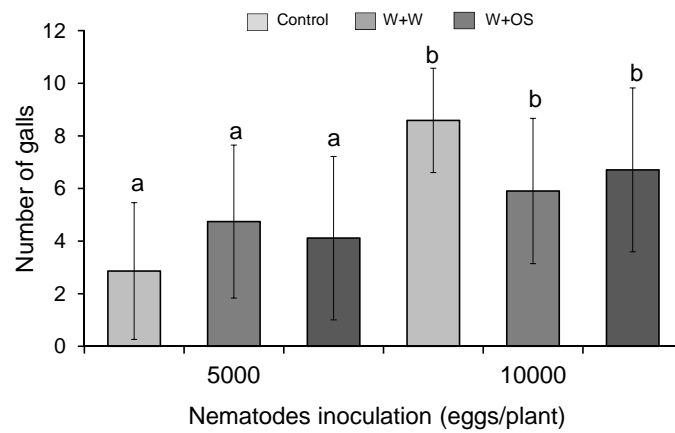 Control W+W W+OS
12
10
8
6
4
2
0
Number of galls
a
a
a
b
b
b
5000 10000
Nematodes inoculation (eggs/plant)